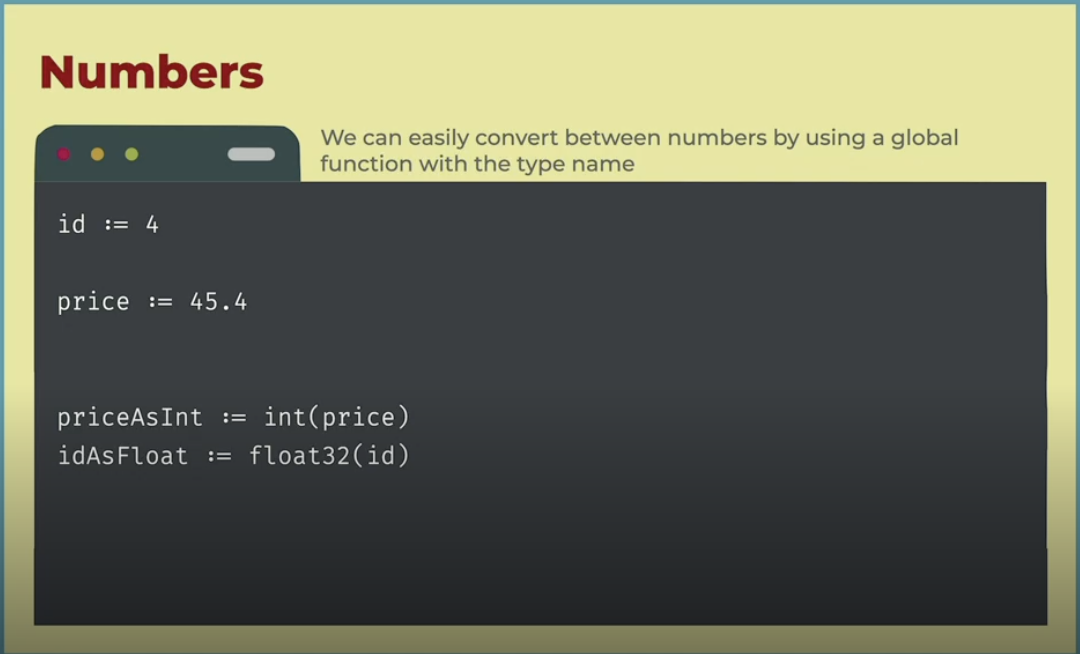 Numbers
We can easily convert between numbers by using a global
function with the type name
id := 4
price := 45.4
priceAsInt := int(price)
idAsFloat := float32(id)